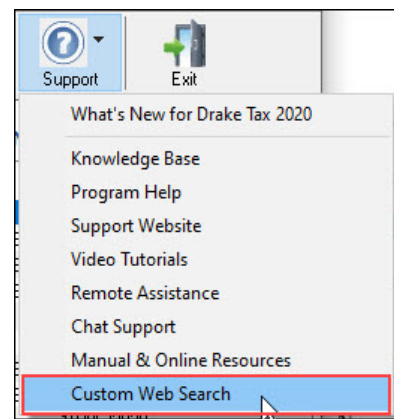 Support
Exit
What's New for Drake Tax 2020
Knowledge Base
Program Help
Support Website
Video Tutorials
Remote Assistance
Chat Support
Manual & Online Resources
Custom Web Search